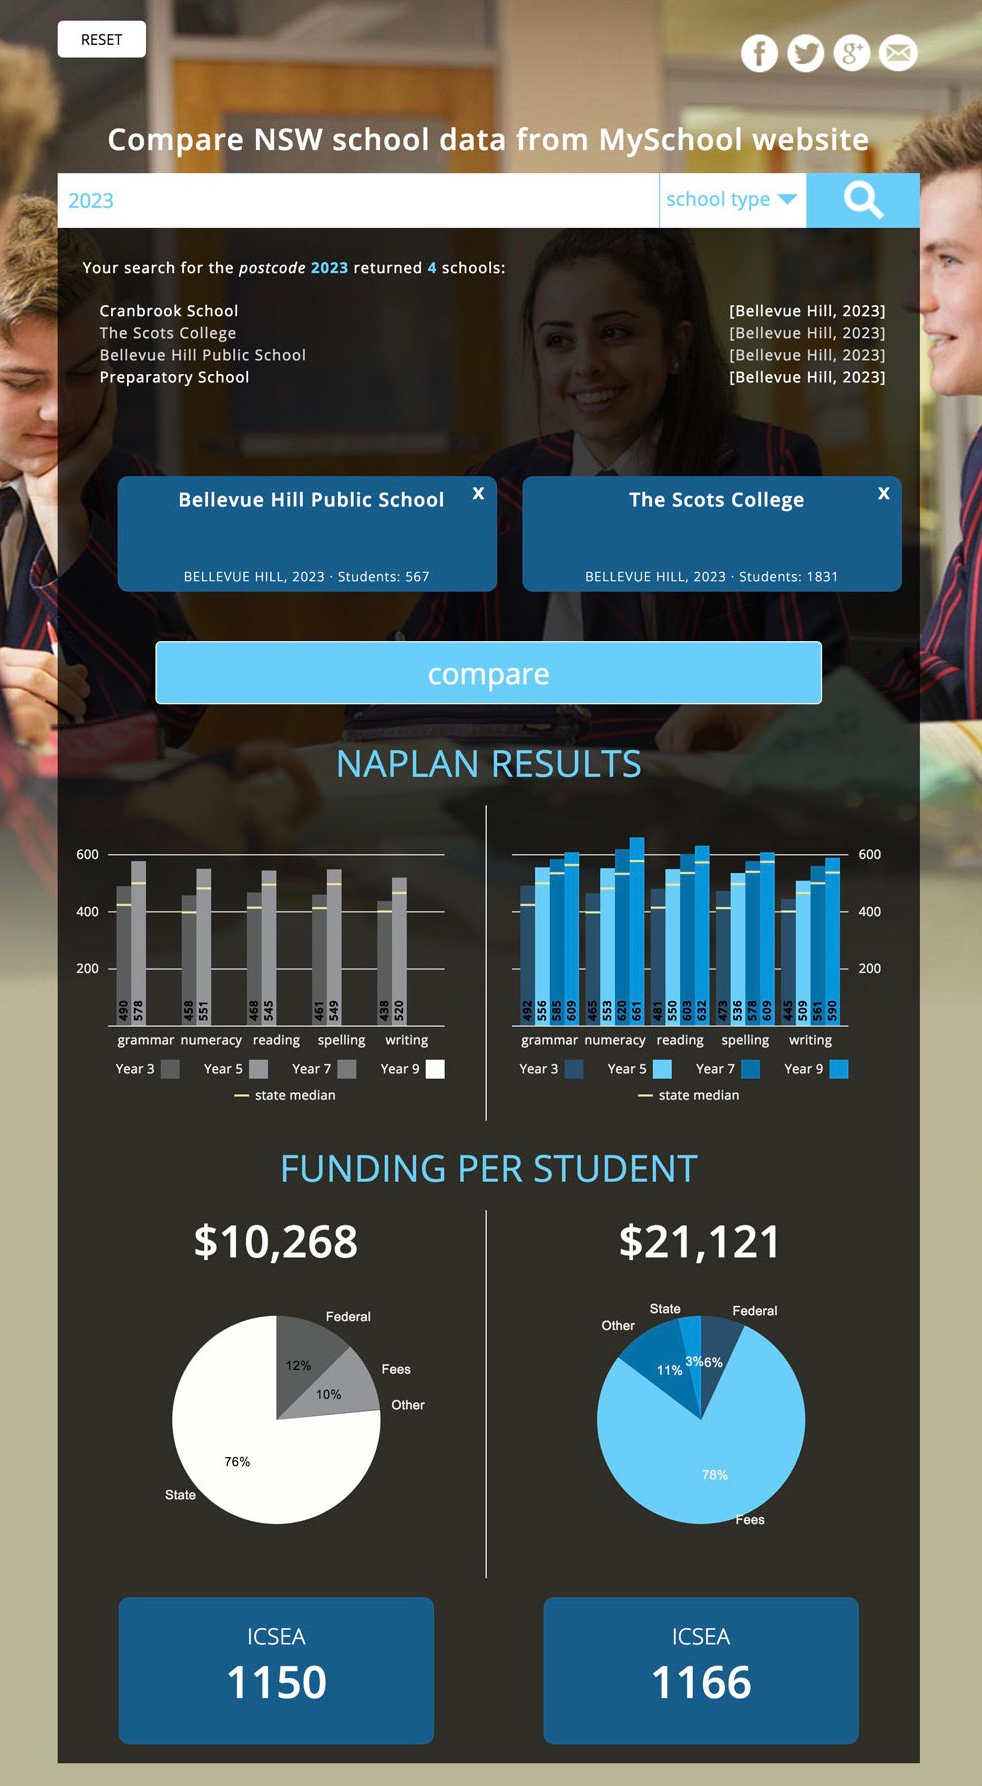 RESET
Compare NSW school data from MySchool website
2023 school type
Your search for the postcode 2023 returned 4 schools:
Cranbrook School [Bellevue Hill, 2023]
The Scots College [Bellevue Hill, 2023]
Bellevue Hill Public School [Bellevue Hill, 2023]
Preparatory School [Bellevue Hill, 2023]
Bellevue Hill Public School X
BELLEVUE HILL, 2023 · Students: 567
The Scots College X
BELLEVUE HILL, 2023 · Students: 1831
compare
NAPLAN RESULTS
600
400
200
490 578 458 551 468 545 461 549 438 520
grammar numeracy reading spelling writing
Year 3 Year 5 Year 7 Year 9
state median
600
400
200
492 556 585 609 465 553 620 661 481 550 603 632 473 536 578 609 445 509 561 590
grammar numeracy reading spelling writing
Year 3 Year 5 Year 7 Year 9
state median
FUNDING PER STUDENT
$10,268
Federal
12%
Fees
10%
Other
76%
State
$21,121
State
Federal
Other
3%
6%
11%
78%
Fees
ICSEA
1150
ICSEA
1166